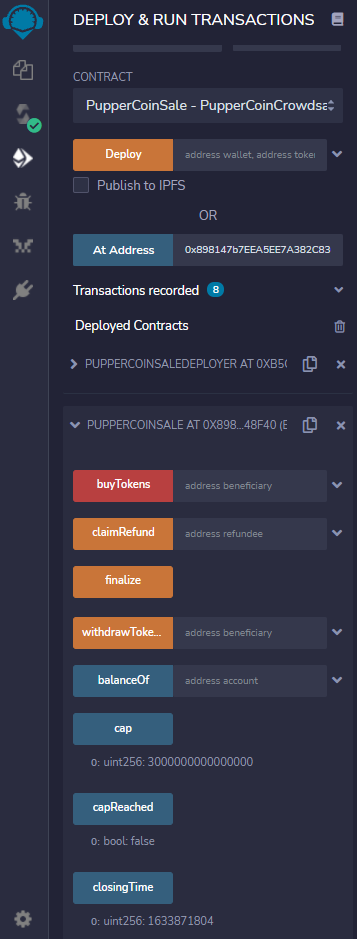 DEPLOY & RUN TRANSACTIONS
CONTRACT
PupperCoinSale - PupperCoinCrowdsa
Deploy address wallet, address token
Publish to IPFS
OR
At Address 0x898147b7EEA5EE7A382C83
Transactions recorded 8
Deployed Contracts
PUPPERCOINSALEDEPLOYER AT 0XB5C
PUPPERCOINSALE AT 0X898...48F40 (E
buyTokens address beneficiary
claimRefund address refundee
finalize
withdrawToke... address beneficiary
balanceOf address account
cap
0: uint256: 3000000000000000
capReached
0: bool: false
closingTime
0: uint256: 1633871804